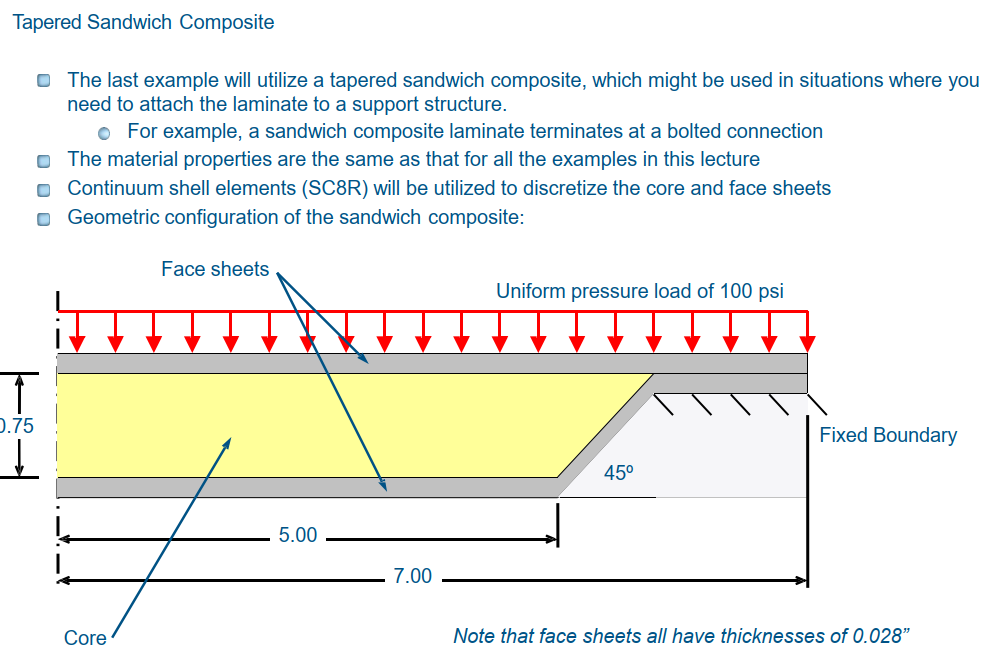 Tapered Sandwich Composite
The last example will utilize a tapered sandwich composite, which might be used in situations where you
need to attach the laminate to a support structure.
For example, a sandwich composite laminate terminates at a bolted connection
The material properties are the same as that for all the examples in this lecture
Continuum shell elements (SC8R) will be utilized to discretize the core and face sheets
Geometric configuration of the sandwich composite:
Face sheets
Uniform pressure load of 100 psi
0.75
Fixed Boundary
45º
5.00
7.00
Core
Note that face sheets all have thicknesses of 0.028”